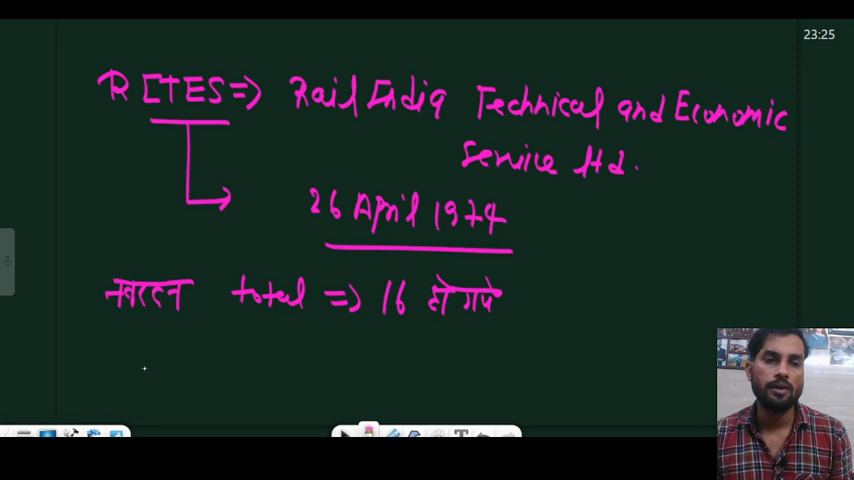 23:25
RITES => Rail India Technical and Economic
Service ltd.
26 April 1974
नवरत्न total => 16 हो गये